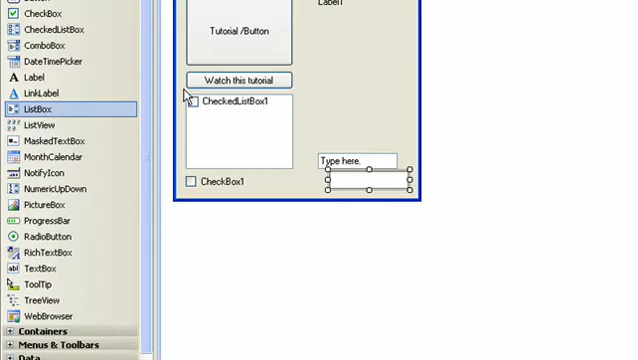 CheckBox
CheckedListBox
ComboBox
DateTimePicker
Label
LinkLabel
ListBox
ListView
MaskedTextBox
MonthCalendar
NotifyIcon
NumericUpDown
PictureBox
ProgressBar
RadioButton
RichTextBox
TextBox
ToolTip
TreeView
WebBrowser
Containers
Menus & Toolbars
Data
Label1
Tutorial /Button
Watch this tutorial
CheckedListBox1
Type here.
CheckBox1